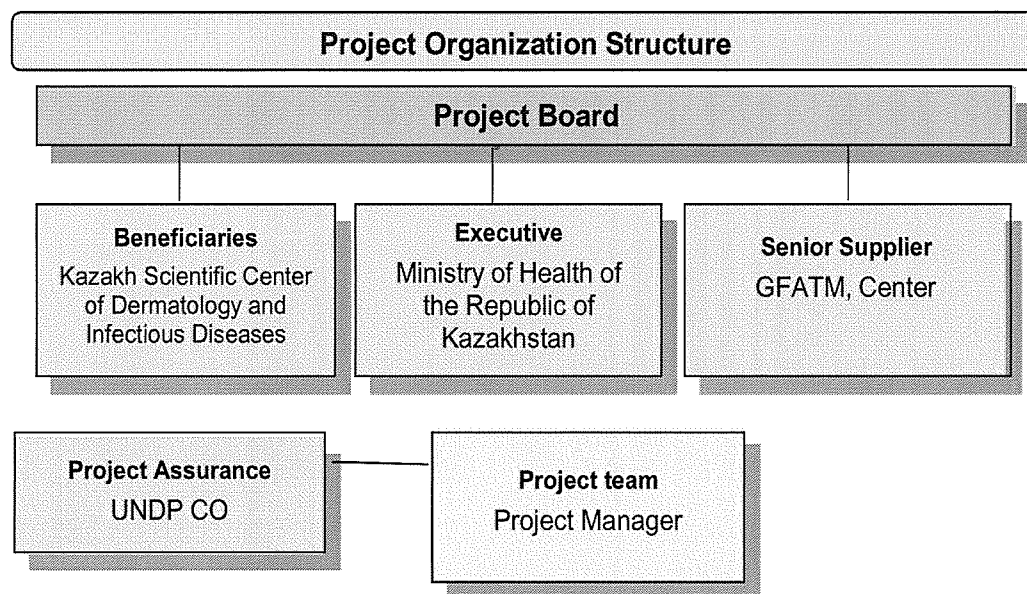 Project Organization Structure
Project Board
Beneficiaries
Kazakh Scientific Center
of Dermatology and
Infectious Diseases
Executive
Ministry of Health of
the Republic of
Kazakhstan
Senior Supplier
GFATM, Center
Project Assurance
UNDP CO
Project team
Project Manager